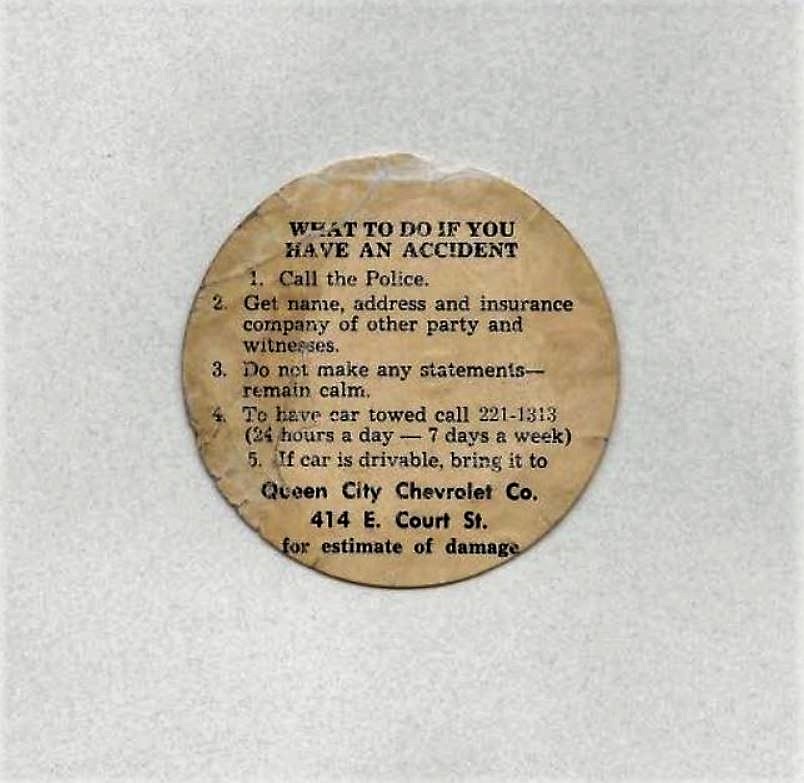 WHAT TO DO IF YOU
HAVE AN ACCIDENT
1. Call the Police.
2. Get name, address and insurance
company of other party and
witnesses.
3. Do not make any statements—
remain calm.
4. To have car towed call 221-1313
(24 hours a day — 7 days a week)
5. If car is drivable, bring it to
Queen City Chevrolet Co.
414 E. Court St.
for estimate of damage